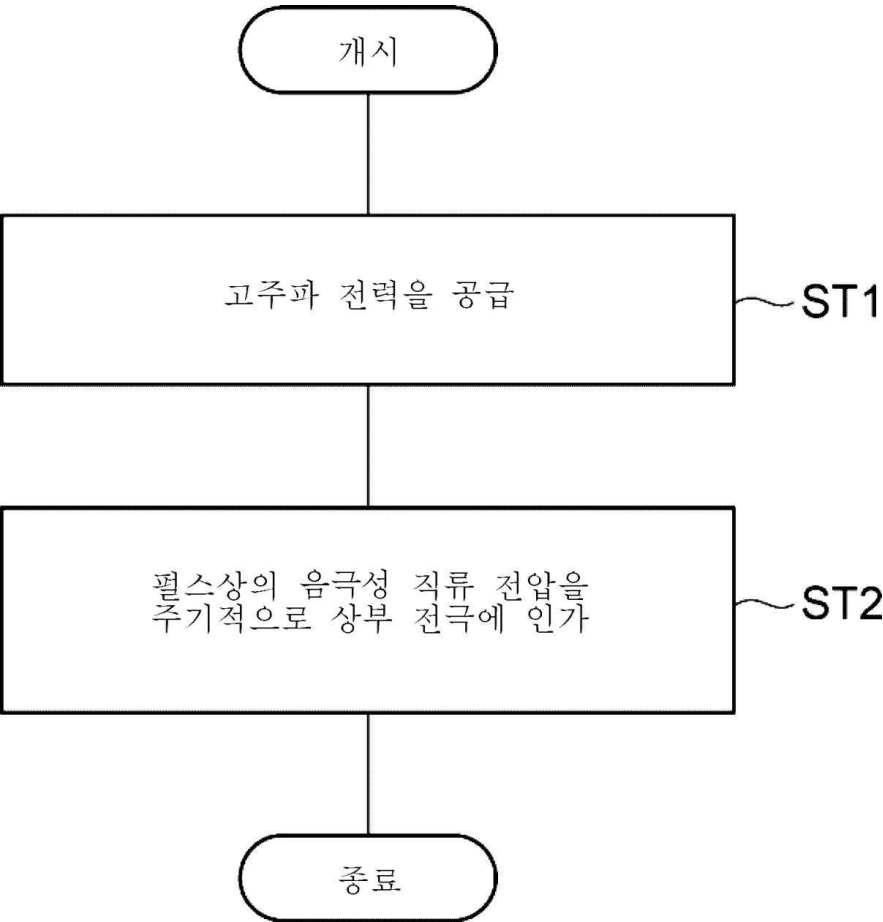 개시
고주파 전력을 공급
ST1
펄스상의 음극성 직류 전압을
주기적으로 상부 전극에 인가
ST2
종료